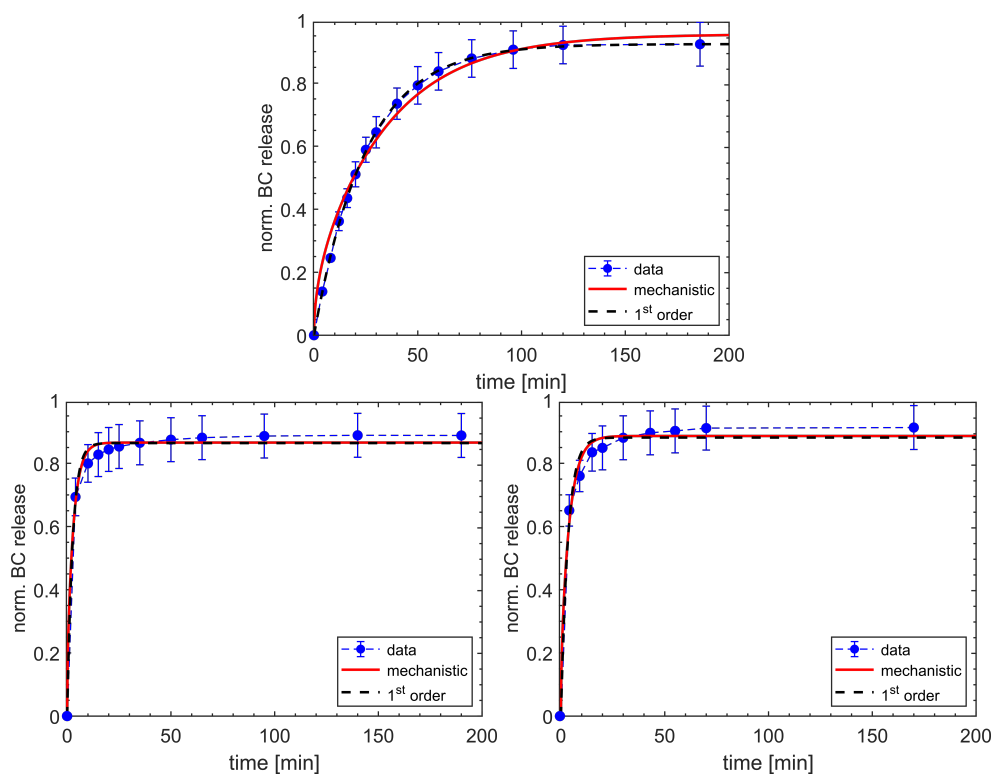 1
0.8
0.6
0.4
0.2
0
norm. BC release
data
mechanistic
1st order
0 50 100 150 200
time [min]
1
0.8
0.6
0.4
0.2
0
norm. BC release
data
mechanistic
1st order
0 50 100 150 200
time [min]
1
0.8
0.6
0.4
0.2
0
norm. BC release
data
mechanistic
1st order
0 50 100 150 200
time [min]